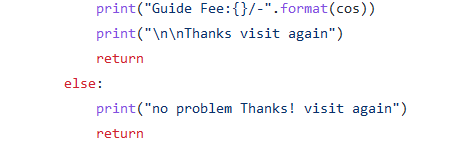 print("Guide Fee:{}/-".format(cos))
print("\n\nThanks visit again")
return
else:
print("no problem Thanks! visit again")
return